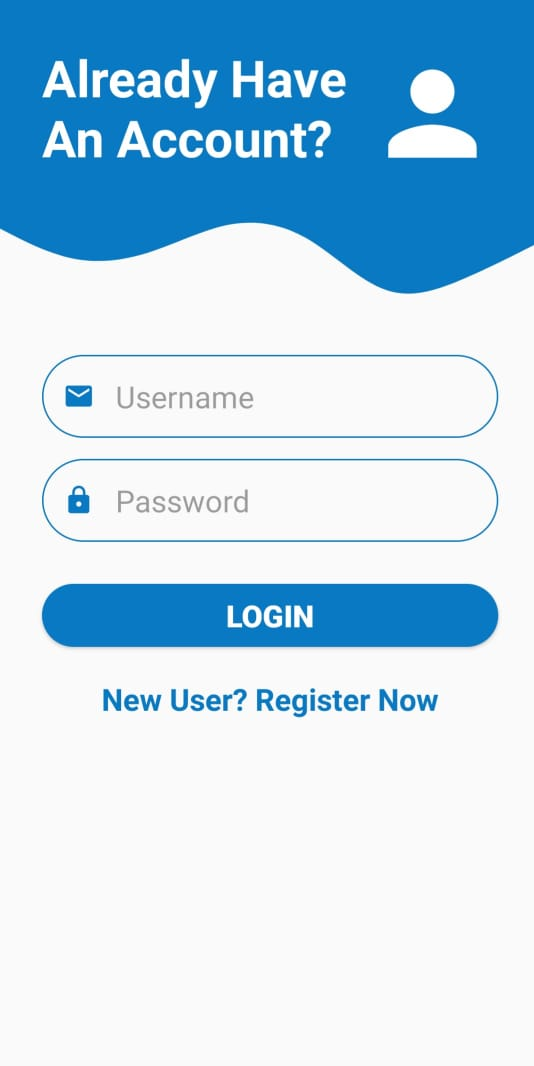 Already Have
An Account?
Username
Password
LOGIN
New User? Register Now